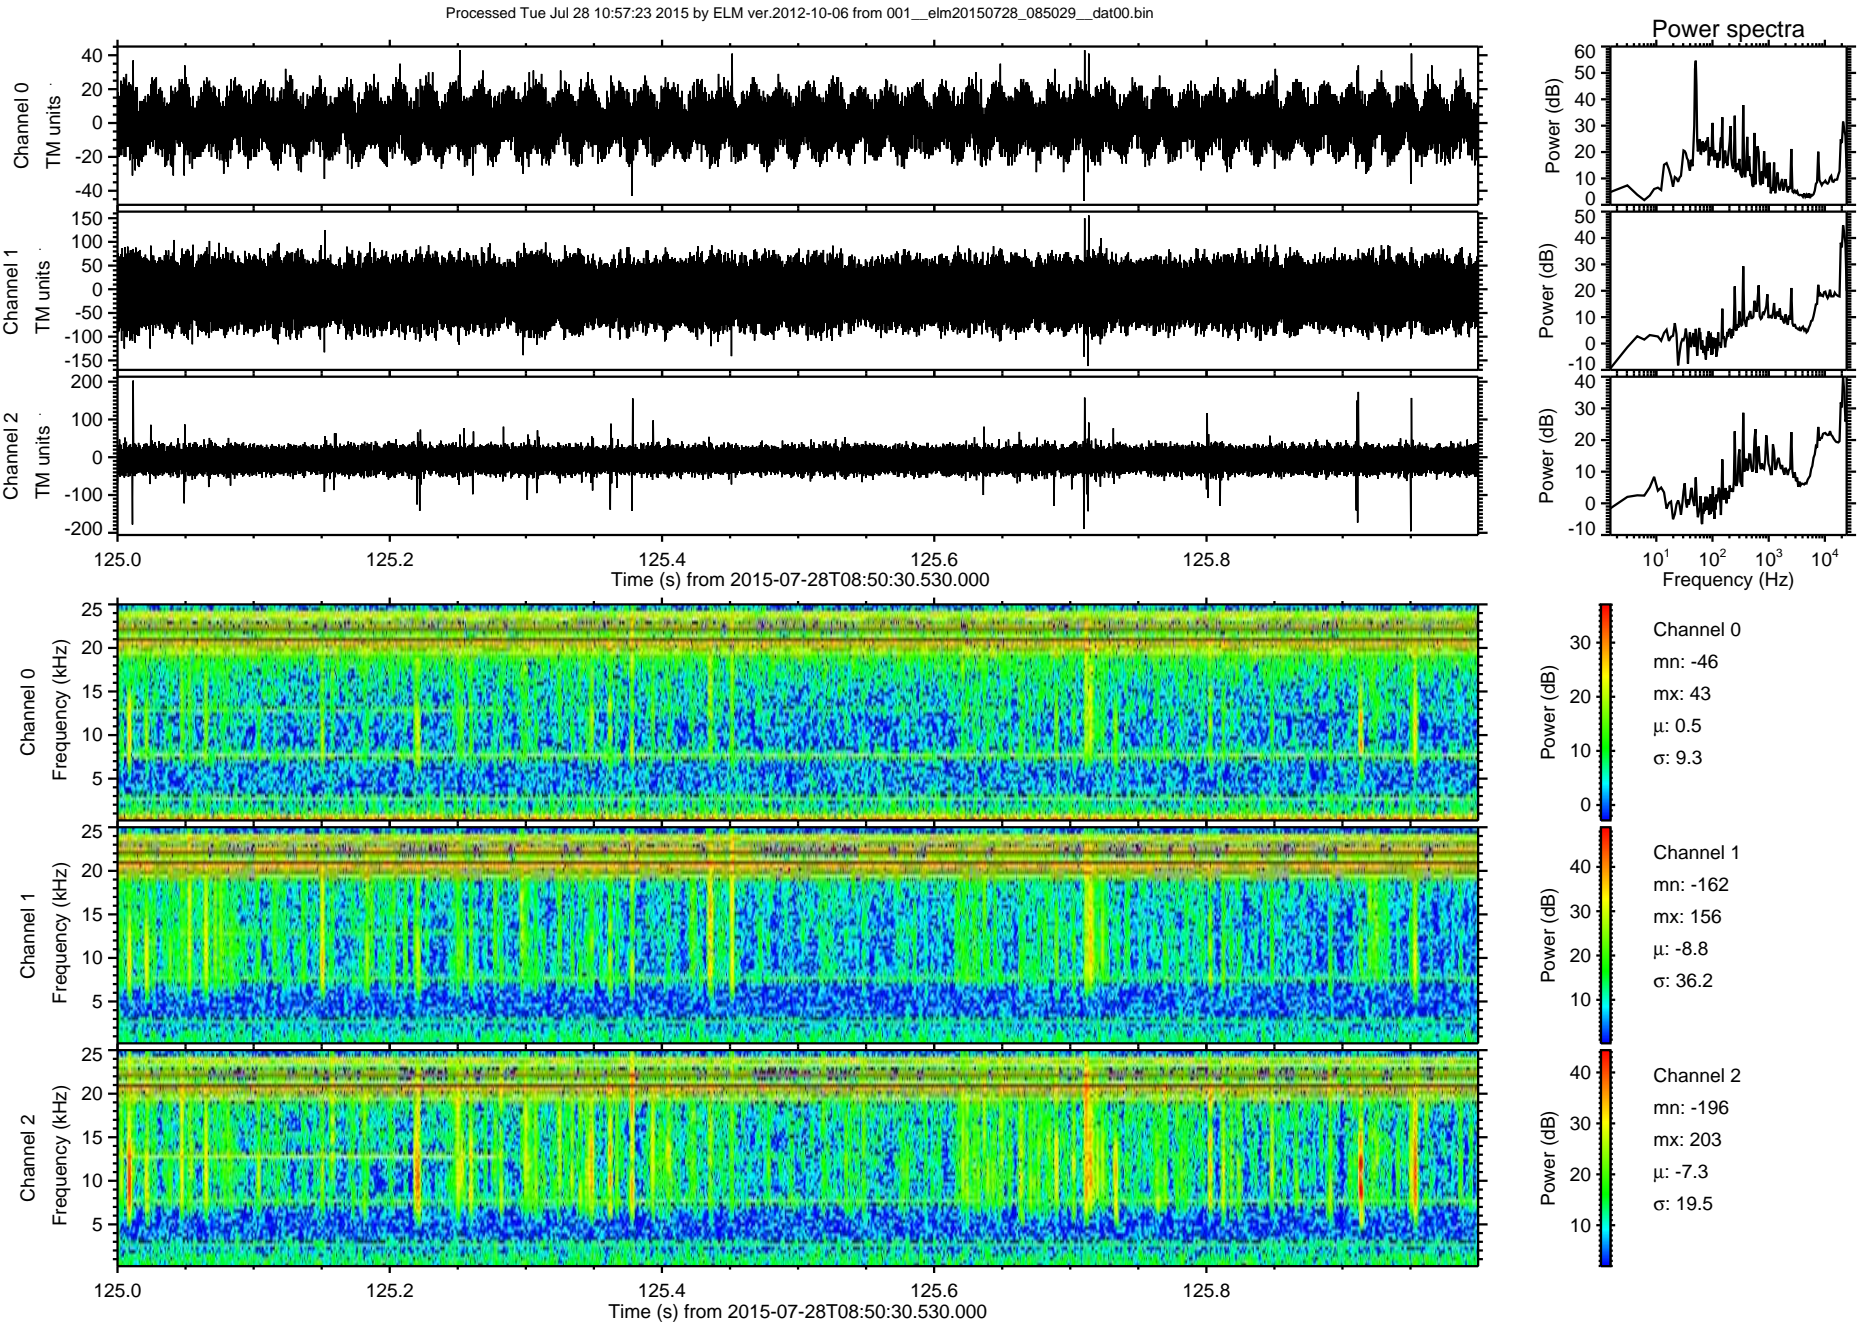 Processed Tue Jul 28 10:57:23 2015 by ELM ver.2012-10-06 from 001__elm20150728_085029__dat00.bin
Power spectra
Channel 0
TM units
40
20
0
-20
-40
Power (dB)
60
50
40
30
20
10
0
Channel 1
TM units
150
100
50
0
-50
-100
-150
Power (dB)
50
40
30
20
10
0
-10
Channel 2
TM units
200
100
0
-100
-200
Power (dB)
40
30
20
10
0
-10
125.0 125.2 125.4 125.6 125.8
Time (s) from 2015-07-28T08:50:30.530.000
10^1 10^2 10^3 10^4
Frequency (Hz)
Channel 0
Frequency (kHz)
25
20
15
10
5
Power (dB)
30
20
10
0
Channel 0
mn: -46
mx: 43
μ: 0.5
σ: 9.3
Channel 1
Frequency (kHz)
25
20
15
10
5
Power (dB)
40
30
20
10
Channel 1
mn: -162
mx: 156
μ: -8.8
σ: 36.2
Channel 2
Frequency (kHz)
25
20
15
10
5
Power (dB)
40
30
20
10
Channel 2
mn: -196
mx: 203
μ: -7.3
σ: 19.5
125.0 125.2 125.4 125.6 125.8
Time (s) from 2015-07-28T08:50:30.530.000